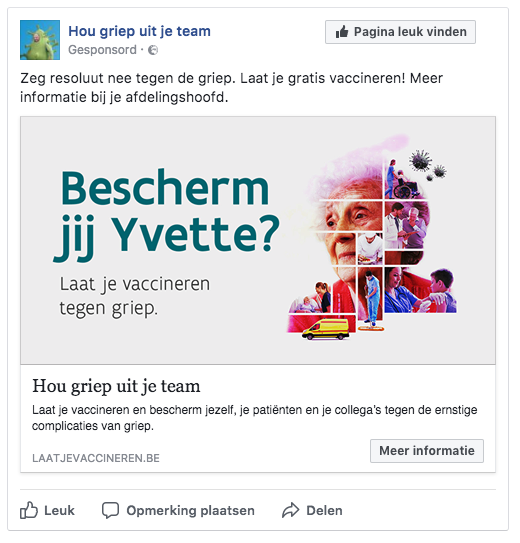 Hou griep uit je team
Pagina leuk vinden
Gesponsord ·
Zeg resoluut nee tegen de griep. Laat je gratis vaccineren! Meer
informatie bij je afdelingshoofd.
Bescherm
jij Yvette?
Laat je vaccineren
tegen griep.
Hou griep uit je team
Laat je vaccineren en bescherm jezelf, je patiënten en je collega's tegen de ernstige
complicaties van griep.
LAATJEVACCINEREN.BE
Meer informatie
Leuk
Opmerking plaatsen
Delen